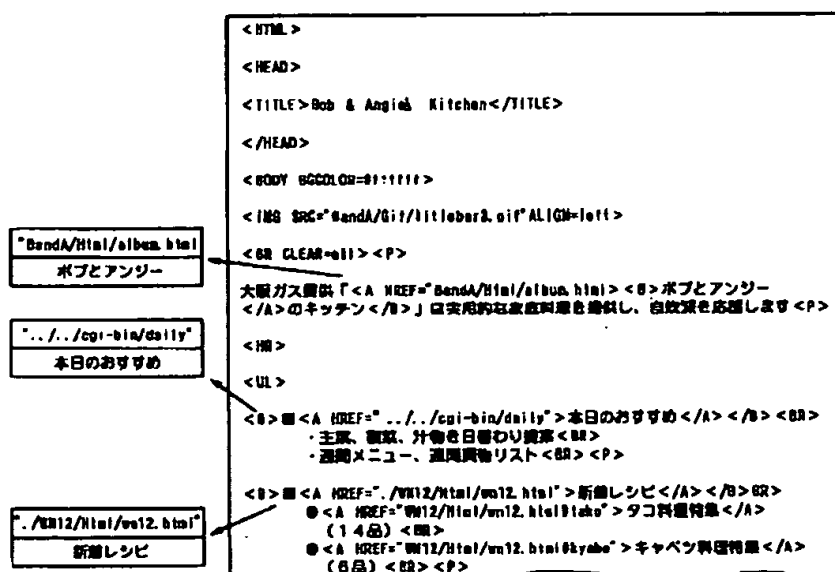 <HTML>
<HEAD>
<TITLE>Bob & Angie& Kitchen</TITLE>
</HEAD>
<BODY BGCOLOR=#ffffff>
<IMG SRC="BandA/Gif/titlebar3.gif"ALIGN=left>
<BR CLEAR=all><P>
大阪ガス提供「<A HREF="BandA/Html/album.html><B>ボブとアンジー
</A>のキッチン</B>」は実用的な家庭料理を提供し、自炊派を応援します<P>
<HR>
<UL>
<B>■<A HREF="../../cgi-bin/daily">本日のおすすめ</A></B><BR>
・主菜、副菜、汁物を日替わり提案<BR>
・週間メニュー、週間買物リスト<BR><P>
<B>■<A HREF="./WN12/Html/wn12.html">新鮮レシピ</A></B>BR>
●<A HREF="WN12/Html/wn12.html#tako">タコ料理特集</A>
(14品)<BR>
●<A HREF="WN12/Html/wn12.html#kyabe">キャベツ料理特集</A>
(6品)<BR><P>
"BandA/Html/album.html
ボブとアンジー
"../../cgi-bin/daily"
本日のおすすめ
"./WN12/Html/wn12.html"
新鮮レシピ